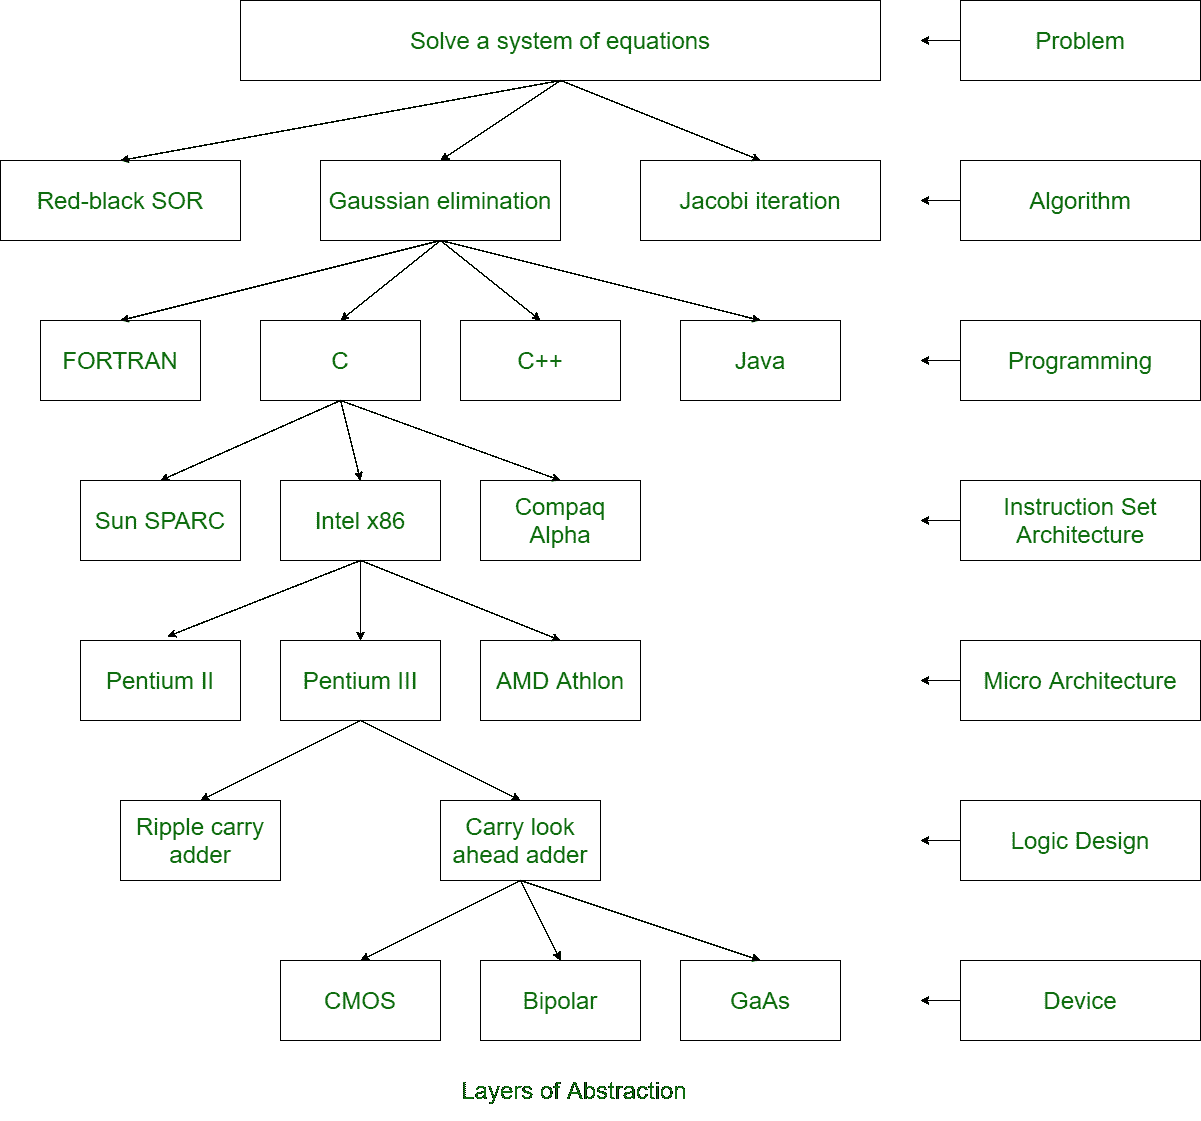 Solve a system of equations
Problem
Red-black SOR
Gaussian elimination
Jacobi iteration
Algorithm
FORTRAN
C
C++
Java
Programming
Sun SPARC
Intel x86
Compaq
Alpha
Instruction Set
Architecture
Pentium II
Pentium III
AMD Athlon
Micro Architecture
Ripple carry
adder
Carry look
ahead adder
Logic Design
CMOS
Bipolar
GaAs
Device
Layers of Abstraction